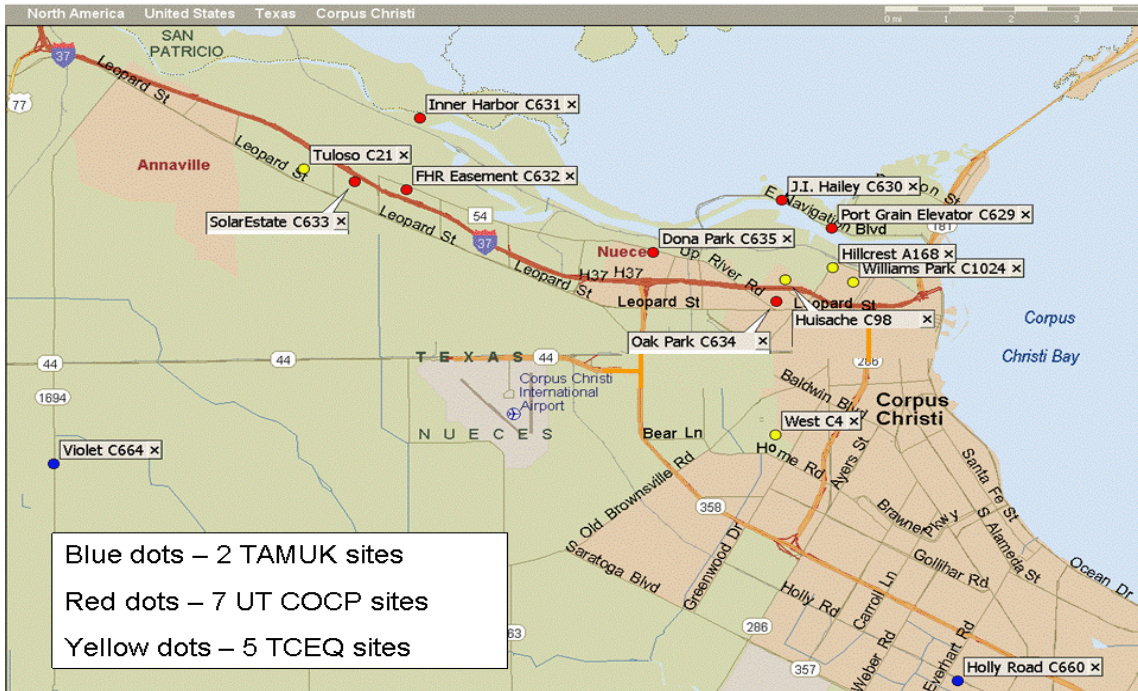 North America United States Texas Corpus Christi
0 mi 1 2 3
SAN
PATRICIO
37
Leopard St
77
Inner Harbor C631 ×
Annaville
Leopard St
Tuloso C21 ×
FHR Easement C632 ×
SolarEstate C633 ×
Leopard St
54
37
J.I. Hailey C630 ×
E Navigation Blvd
Port Grain Elevator C629 ×
181
Dona Park C635 ×
Nuece
Up River Rd
Hillcrest A168 ×
Williams Park C1024 ×
H37 H37
Leopard St
Leopard St
Leopard St
Huisache C98 ×
Oak Park C634 ×
Corpus
Christi Bay
44
44
TEXAS
44
286
1694
Corpus Christi
International
Airport
Baldwin Blvd
Corpus
Christi
NUECES
Bear Ln
West C4 ×
Home Rd
Ayers St
Violet C664 ×
Old Brownsville Rd
358
Santa Fe St
Brawner Pkwy
S Alameda St
Saratoga Blvd
Greenwood Dr
Gollihar Rd
Ocean Dr
Holly Rd
Carroll Ln
Blue dots – 2 TAMUK sites
Red dots – 7 UT COCP sites
Yellow dots – 5 TCEQ sites
63
286
357
Weber Rd
Everhart Rd
Holly Road C660 ×